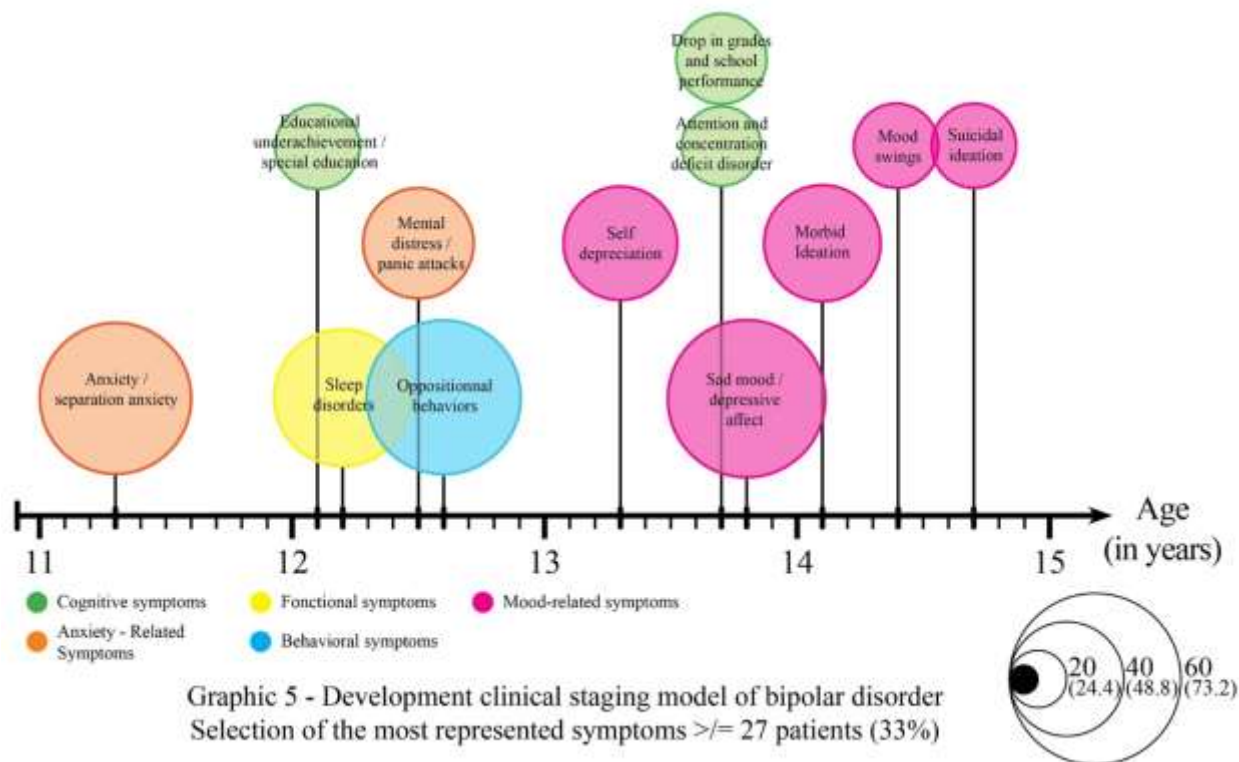 Drop in grades
and school
performance
Educational
underachievement /
special education
Attention and
concentration
deficit disorder
Mood
swings
Suicidal
ideation
Mental
distress /
panic attacks
Self
depreciation
Morbid
Ideation
Anxiety /
separation anxiety
Sleep
disorders
Oppositionnal
behaviors
Sad mood /
depressive
affect
11 12 13 14 15
Age
(in years)
Cognitive symptoms
Fonctional symptoms
Mood-related symptoms
Anxiety - Related
Symptoms
Behavioral symptoms
20 40 60
(24.4) (48.8) (73.2)
Graphic 5 - Development clinical staging model of bipolar disorder
Selection of the most represented symptoms >/= 27 patients (33%)